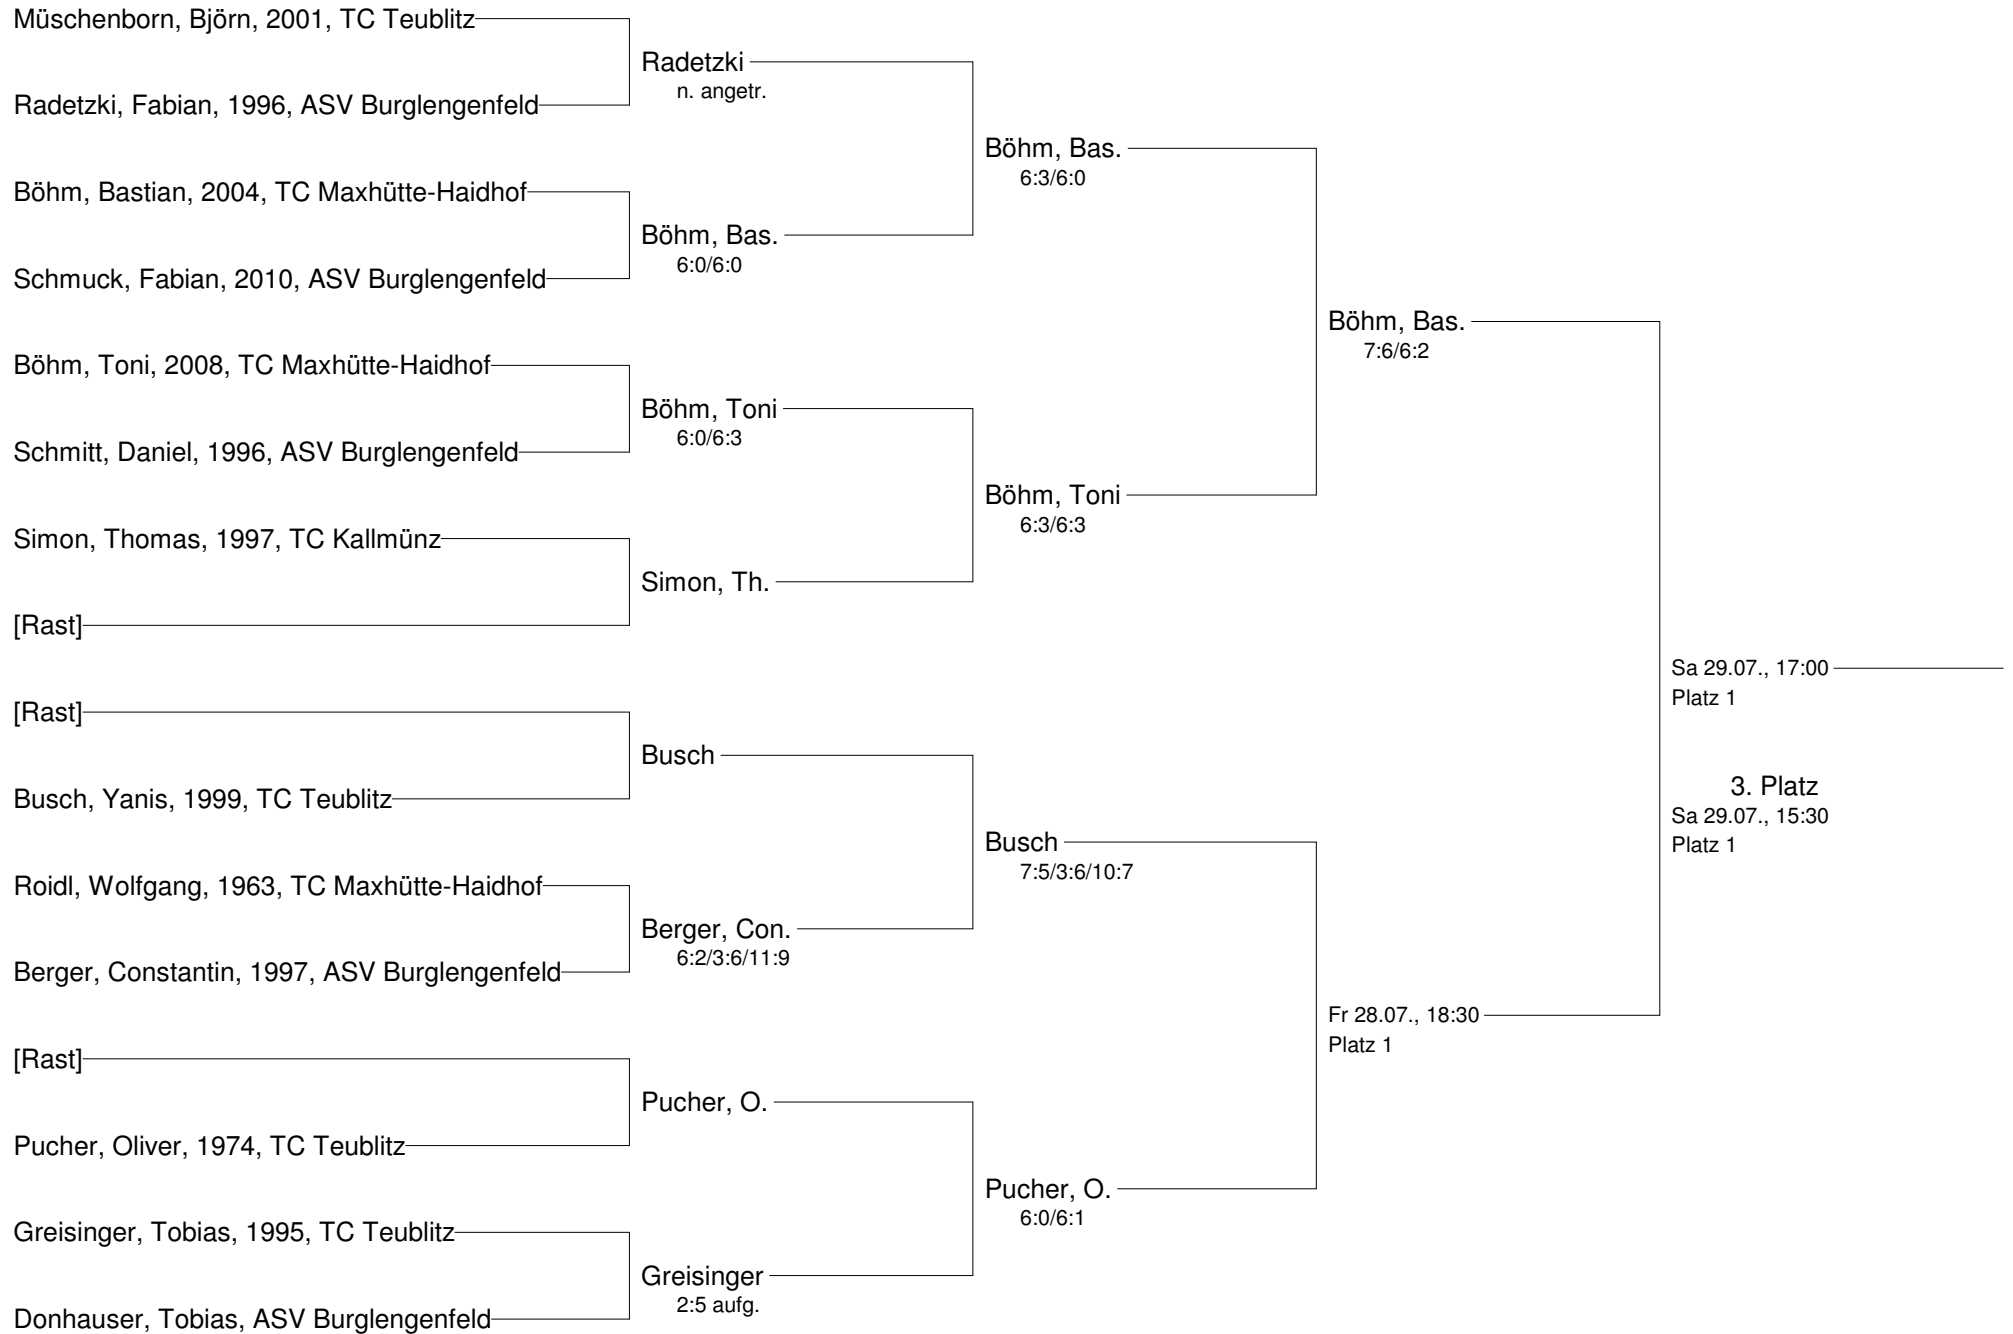 Müschenborn, Björn, 2001, TC Teublitz
Radetzki, Fabian, 1996, ASV Burglengenfeld
Böhm, Bastian, 2004, TC Maxhütte-Haidhof
Schmuck, Fabian, 2010, ASV Burglengenfeld
Böhm, Toni, 2008, TC Maxhütte-Haidhof
Schmitt, Daniel, 1996, ASV Burglengenfeld
Simon, Thomas, 1997, TC Kallmünz
[Rast]
[Rast]
Busch, Yanis, 1999, TC Teublitz
Roidl, Wolfgang, 1963, TC Maxhütte-Haidhof
Berger, Constantin, 1997, ASV Burglengenfeld
[Rast]
Pucher, Oliver, 1974, TC Teublitz
Greisinger, Tobias, 1995, TC Teublitz
Donhauser, Tobias, ASV Burglengenfeld
Radetzki
n. angetr.
Böhm, Bas.
6:0/6:0
Böhm, Toni
6:0/6:3
Simon, Th.
Busch
Berger, Con.
6:2/3:6/11:9
Pucher, O.
Greisinger
2:5 aufg.
Böhm, Bas.
6:3/6:0
Böhm, Toni
6:3/6:3
Busch
7:5/3:6/10:7
Pucher, O.
6:0/6:1
Böhm, Bas.
7:6/6:2
Fr 28.07., 18:30
Platz 1
Sa 29.07., 17:00
Platz 1
3. Platz
Sa 29.07., 15:30
Platz 1